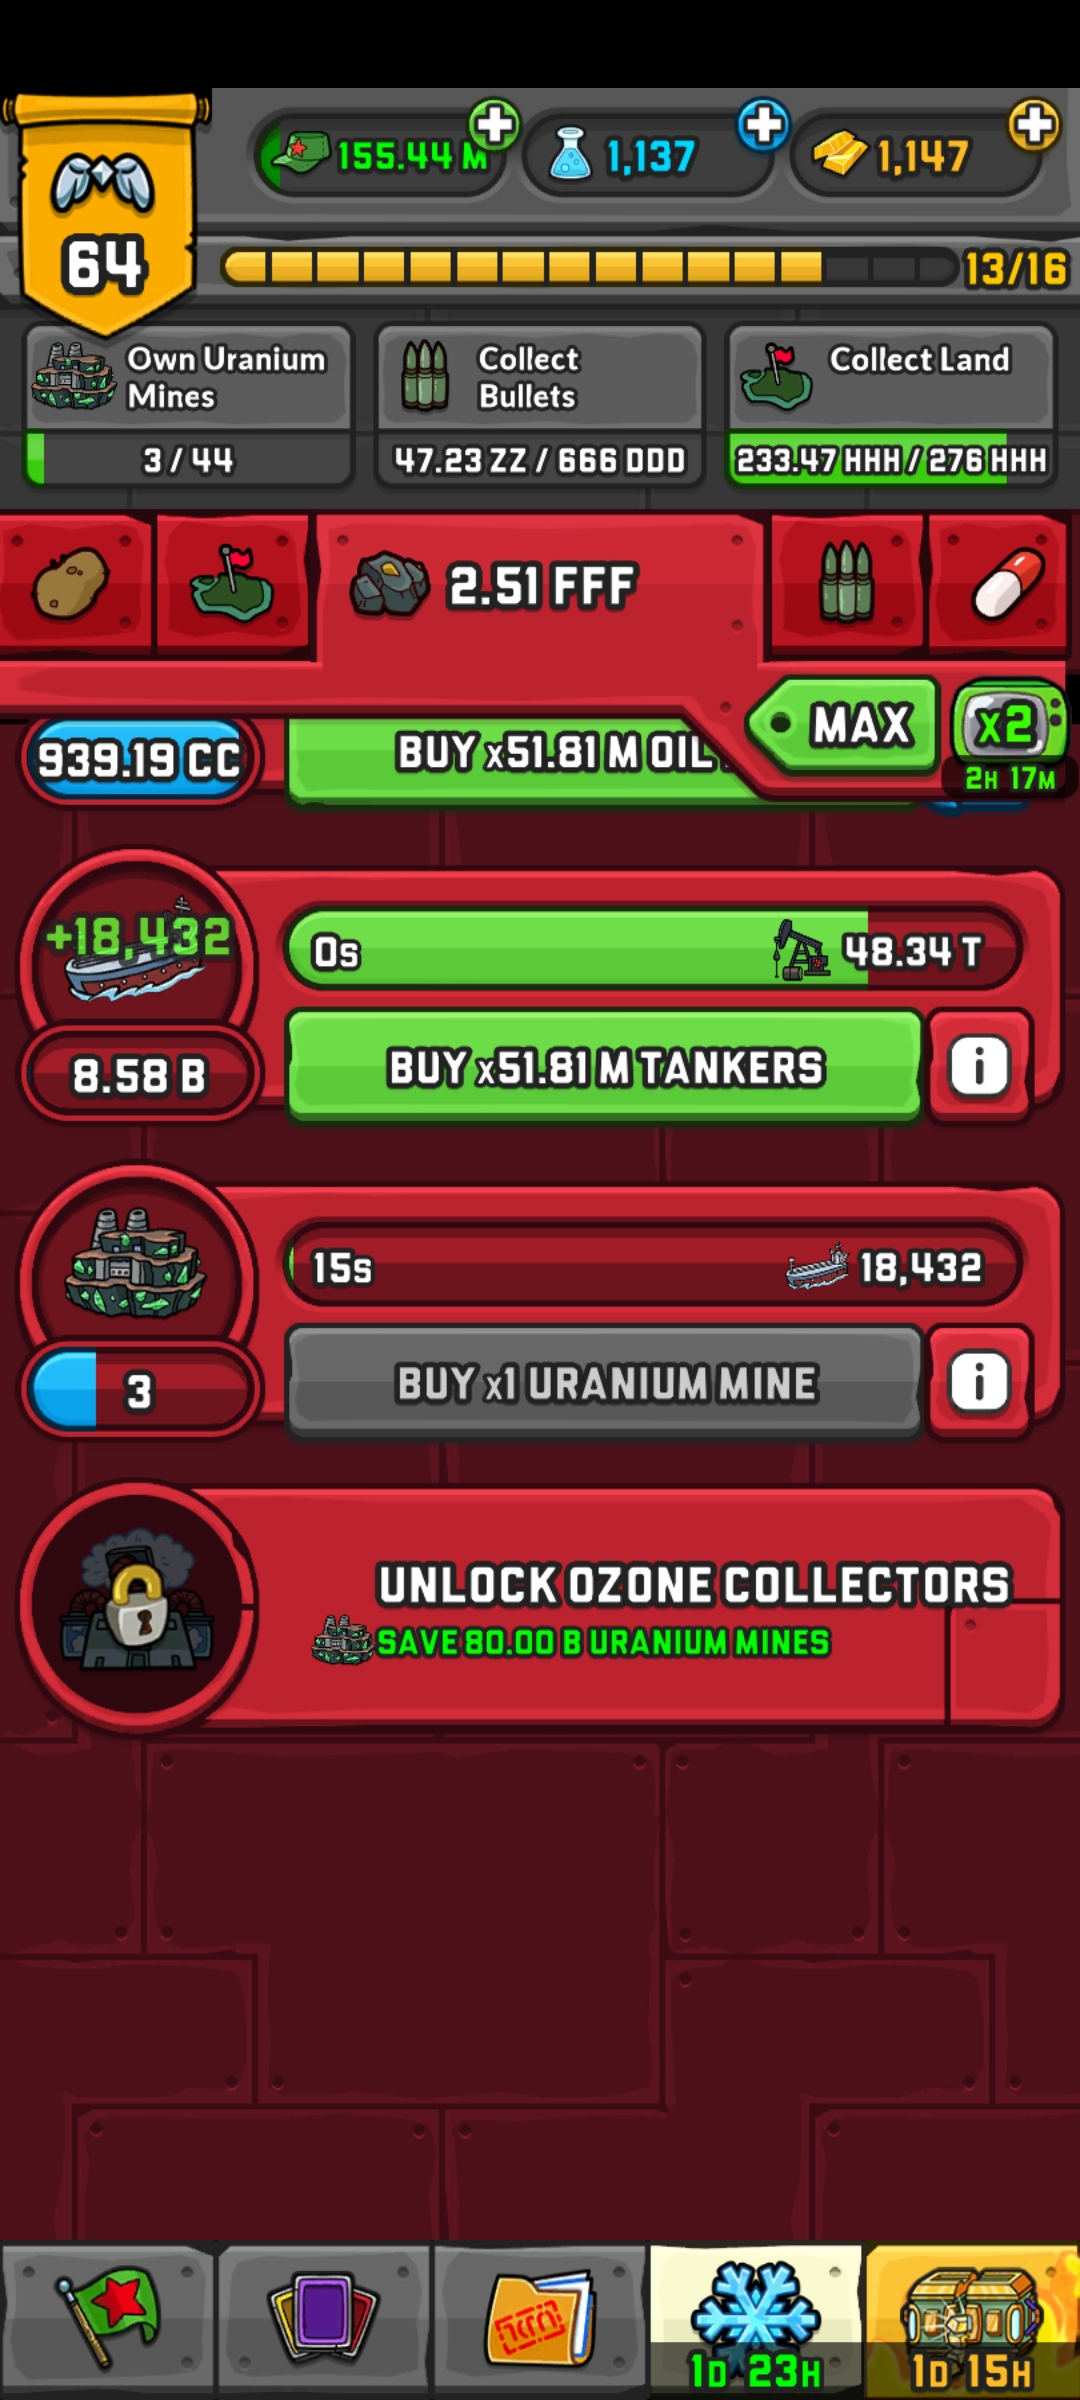 155.44 M
1,137
1,147
64
13/16
Own Uranium
Mines
3 / 44
Collect
Bullets
47.23 ZZ / 666 DDD
Collect Land
233.47 HHH / 276 HHH
2.51 FFF
MAX
x2
2H 17M
939.19 CC
BUY x51.81 M OIL
+18,432
0s
48.34 T
8.58 B
BUY x51.81 M TANKERS
i
15s
18,432
3
BUY x1 URANIUM MINE
i
UNLOCK OZONE COLLECTORS
SAVE 80.00 B URANIUM MINES
1D 23H
1D 15H